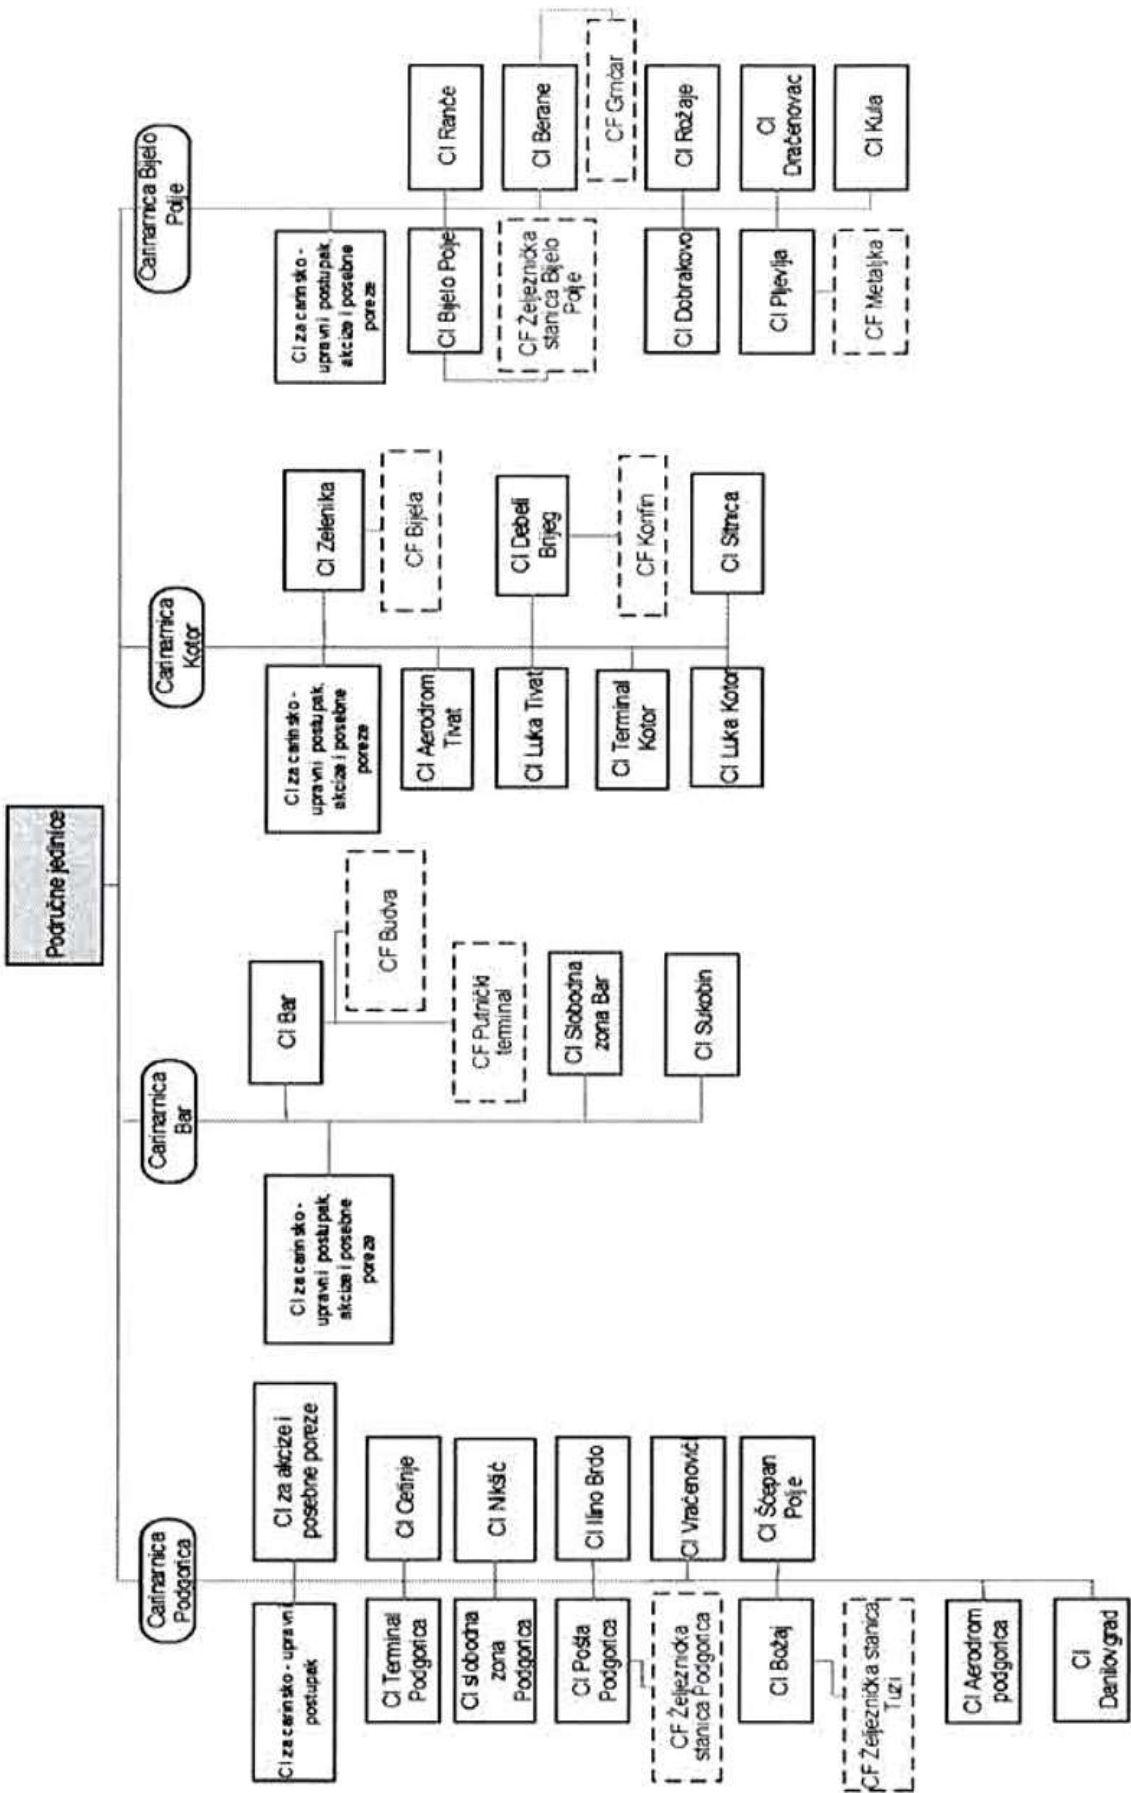 Područne jedinice
Carinarnica
Podgorica
CI za carinsko - upravni
postupak
CI za akcize i
posebne poreze
CI Terminal
Podgorica
CI Cetinje
CI slobodna
zona
Podgorica
CI Nikšić
CI Pošta
Podgorica
CI Ilino Brdo
CF Željeznička
stanica Podgorica
CI Vraćenovići
CI Božaj
CI Šćepan
Polje
CF Željeznička stanica
Tuzi
CI Aerodrom
podgorica
CI
Danilovgrad
Carinarnica
Bar
CI za carinsko -
upravni postupak,
akcize i posebne
poreze
CI Bar
CF Budva
CF Putnički
terminal
CI Slobodna
zona Bar
CI Sukobin
Carinarnica
Kotor
CI za carinsko -
upravni postupak,
akcize i posebne
poreze
CI Zelenika
CF Bijela
CI Aerodrom
Tivat
CI Luka Tivat
CI Debeli
Brijeg
CF Konfin
CI Terminal
Kotor
CI Luka Kotor
CI Sitnica
Carinarnica Bijelo
Polje
CI za carinsko -
upravni postupak,
akcize i posebne
poreze
CI Bijelo Polje
CI Ranče
CF Željeznička
stanica Bijelo
Polje
CI Berane
CF Grnčar
CI Dobrakovo
CI Rožaje
CI Pljevlja
CI
Dračenovac
CF Metaljka
CI Kula